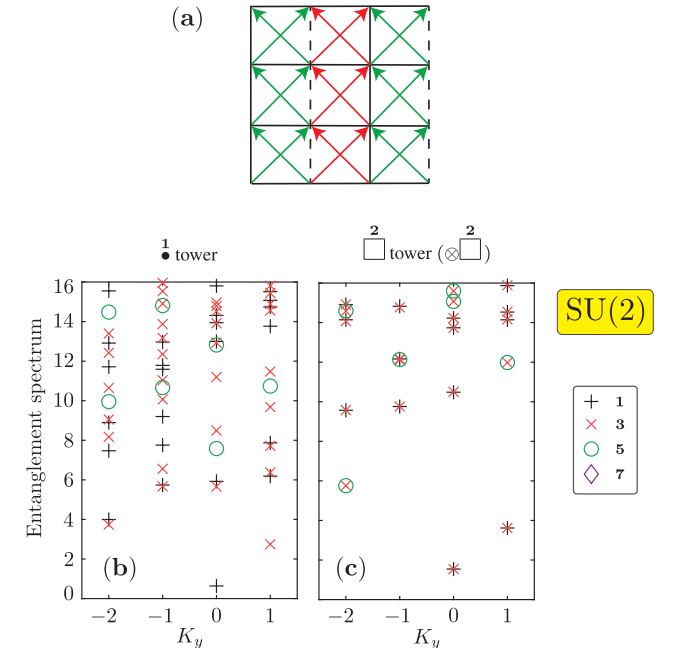 (a)
1 2 2
• tower □ tower (⊗□)
16 14 12 10 8 6 4 2 0
Entanglement spectrum
(b)
(c)
−2 −1 0 1
−2 −1 0 1
K_y
K_y
SU(2)
1
3
5
7